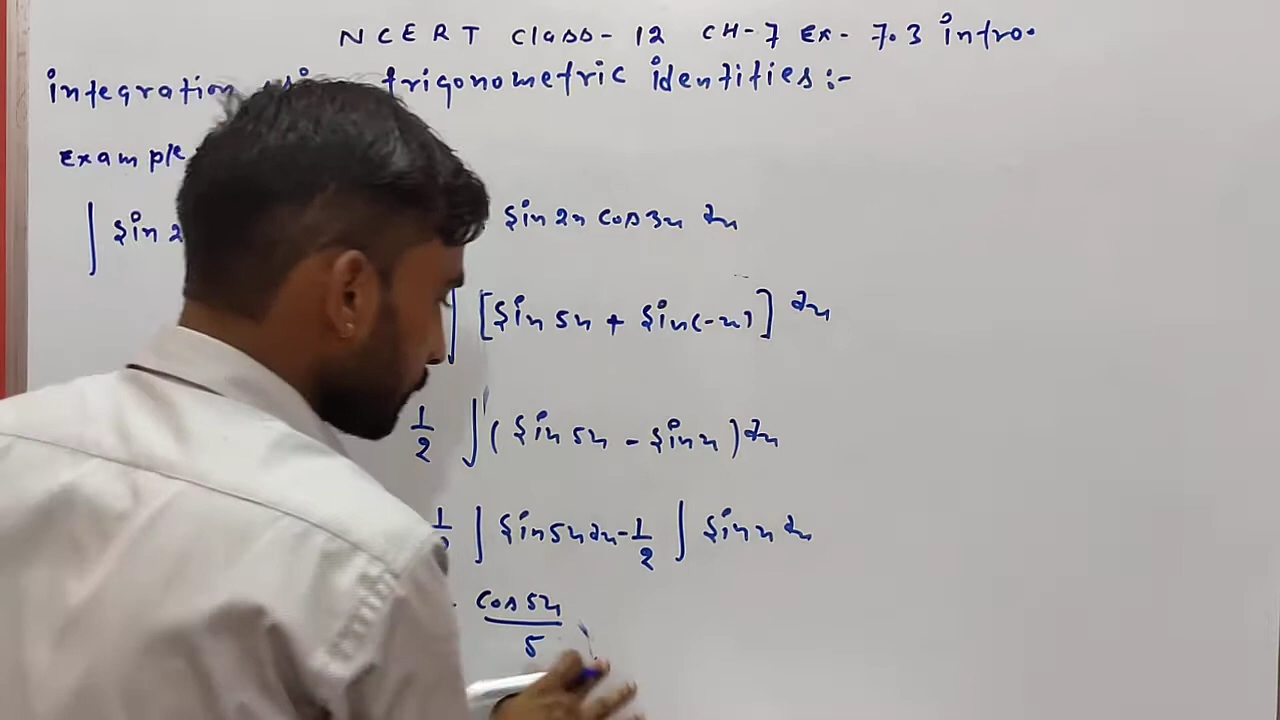 NCERT Class-12 CH-7 Ex-7.3 intro.
integration trigonometric identities :-
Example
∫ sin 2 sin 2x cos 3x dx
∫ [sin 5x + sin(-x)] dx
1/2 ∫ ( sin 5x - sin x ) dx
∫ sin 5x dx - 1/2 ∫ sin x dx
cos 5x / 5